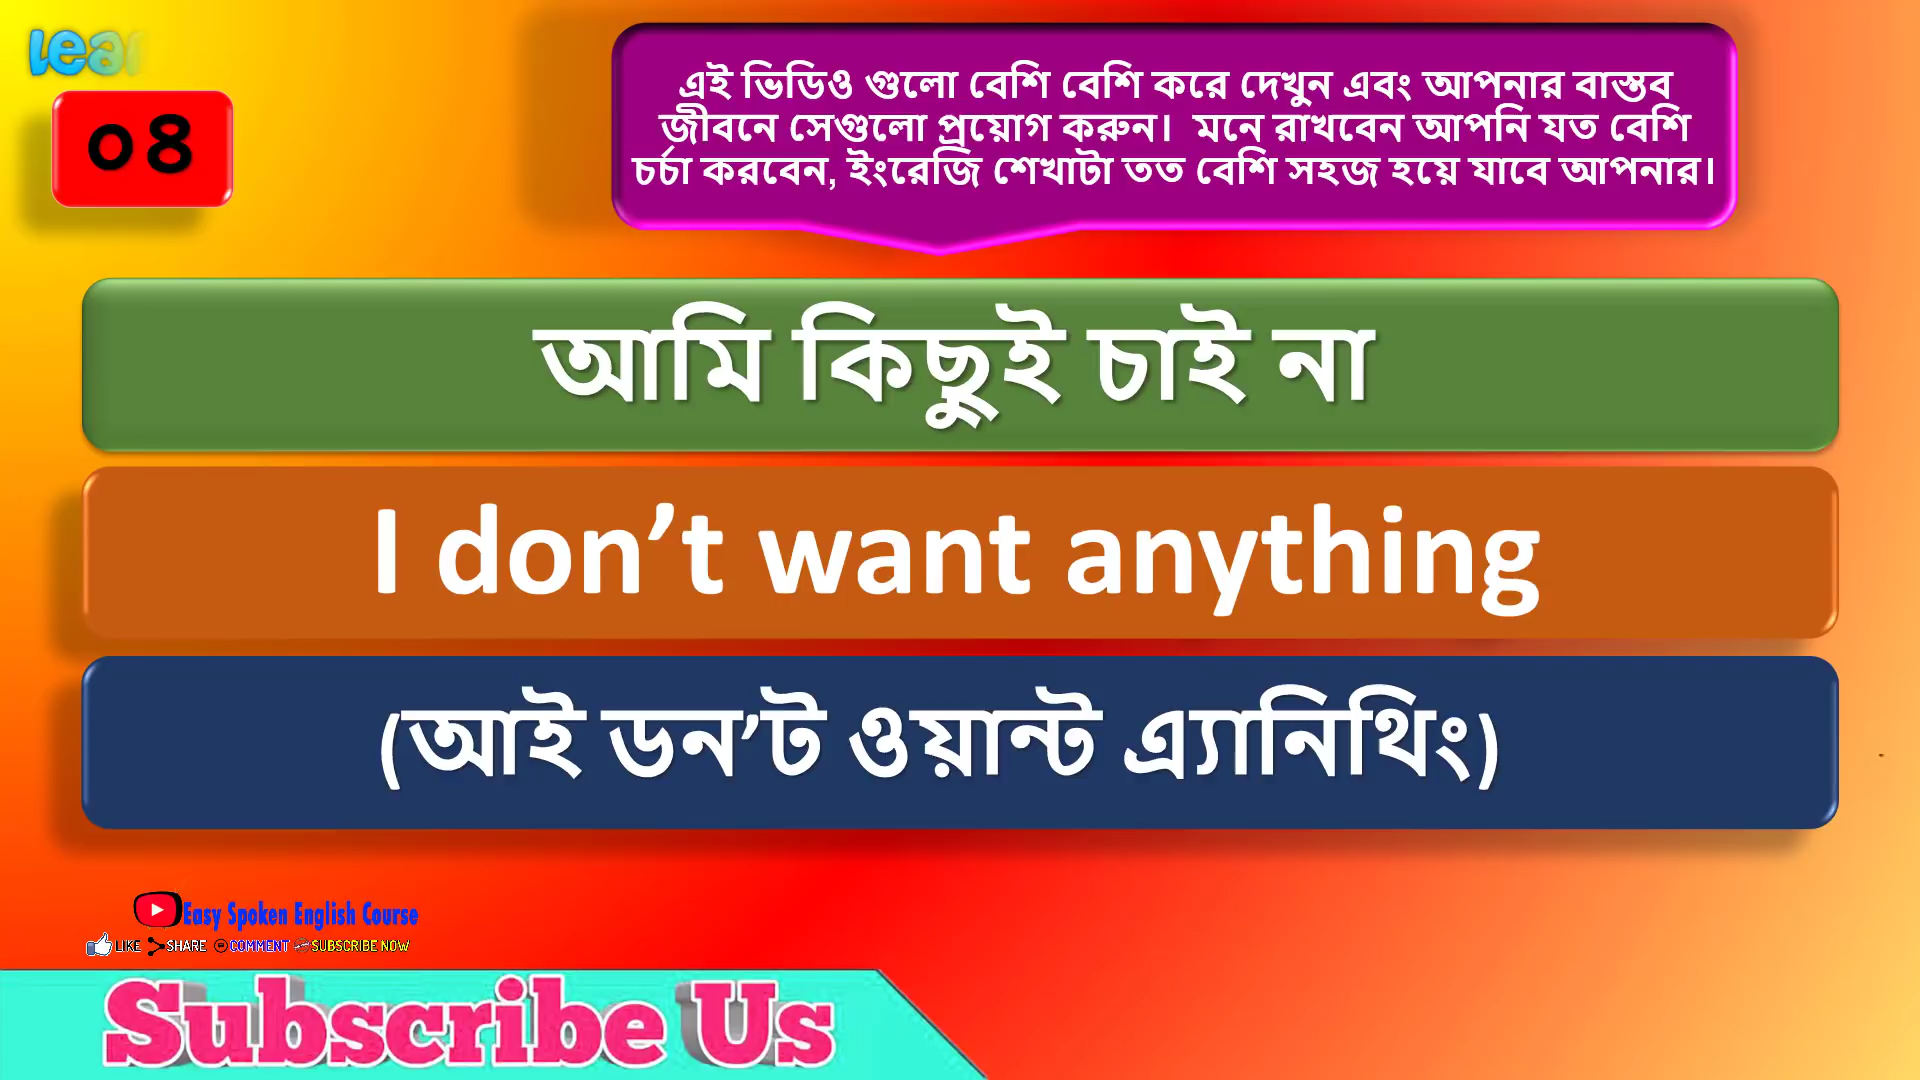 এই ভিডিও গুলো বেশি বেশি করে দেখুন এবং আপনার বাস্তব
জীবনে সেগুলো প্রয়োগ করুন। মনে রাখবেন আপনি যত বেশি
চর্চা করবেন, ইংরেজি শেখাটা তত বেশি সহজ হয়ে যাবে আপনার।
০৪
আমি কিছুই চাই না
I don’t want anything
(আই ডন’ট ওয়ান্ট এ্যানিথিং)
Easy Spoken English Course
LIKE SHARE COMMENT SUBSCRIBE NOW
Subscribe Us